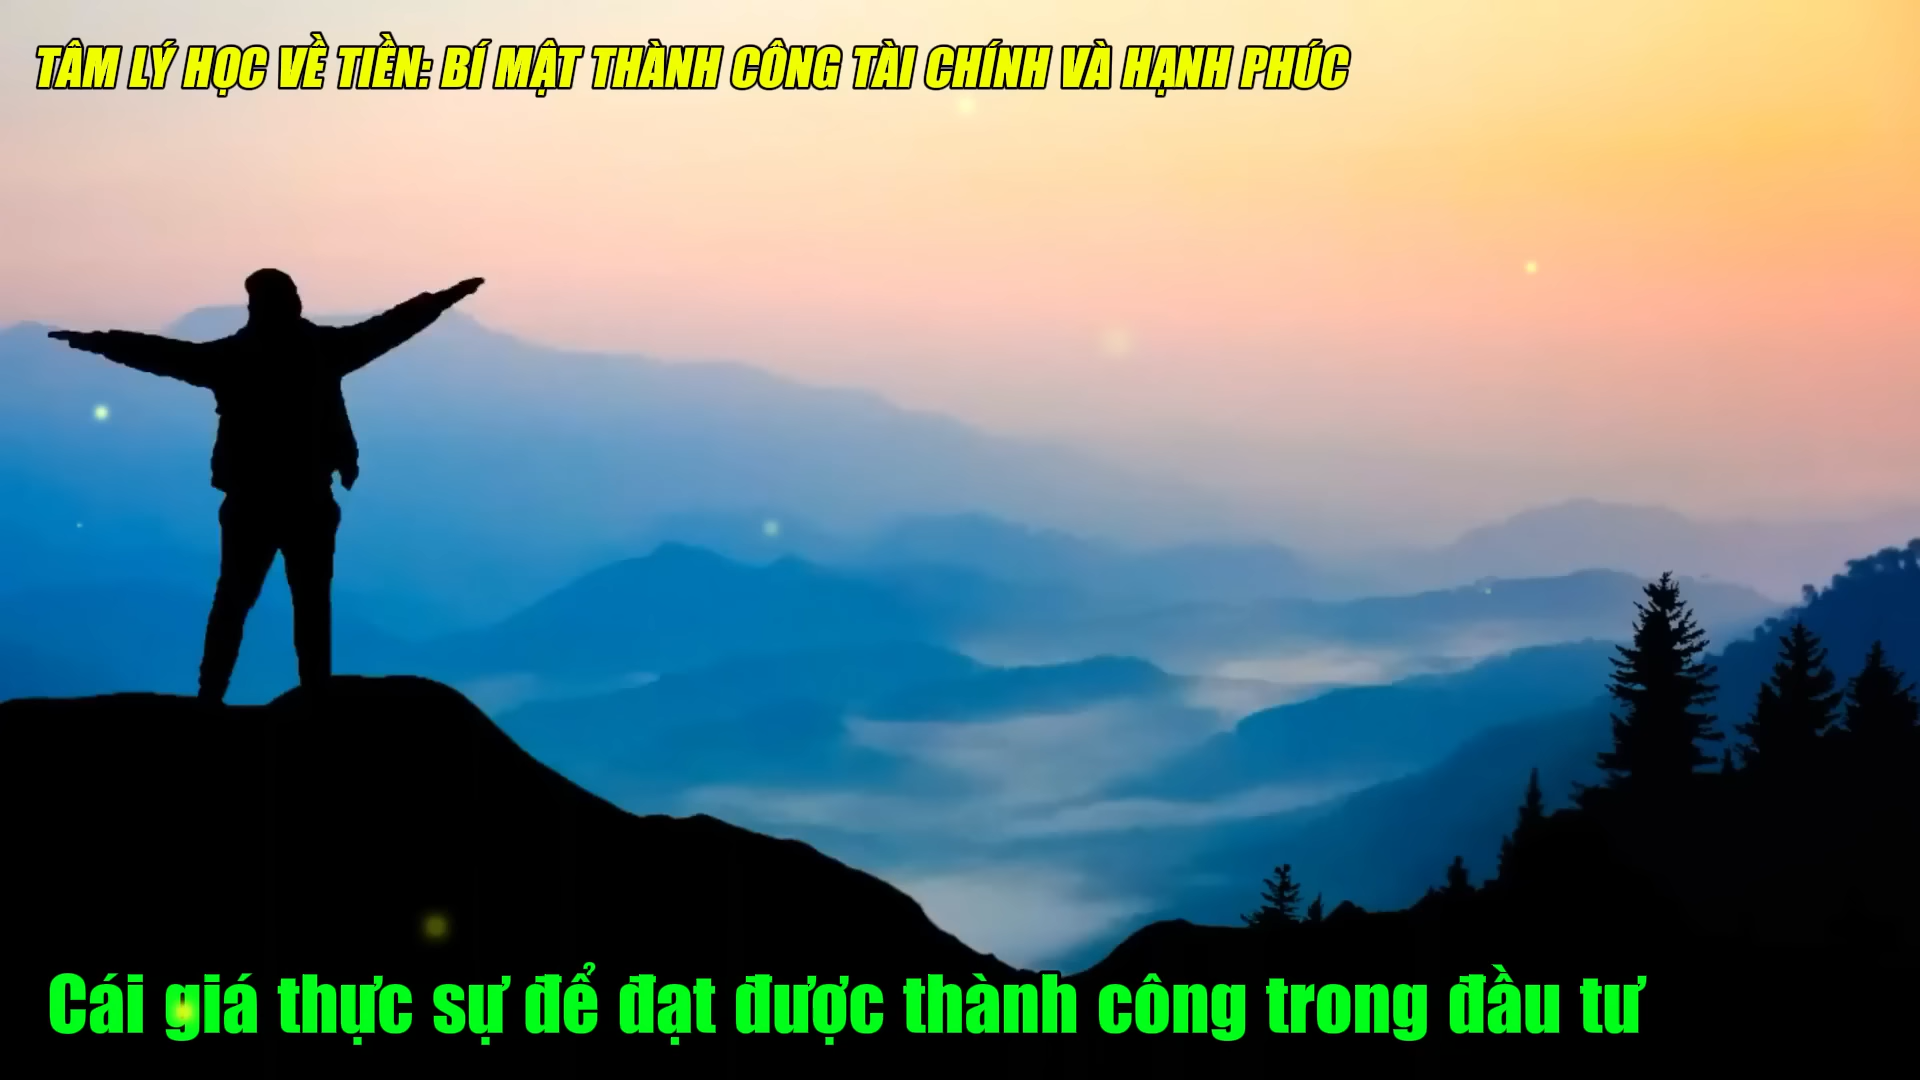 TÂM LÝ HỌC VỀ TIỀN: BÍ MẬT THÀNH CÔNG TÀI CHÍNH VÀ HẠNH PHÚC
Cái giá thực sự để đạt được thành công trong đầu tư